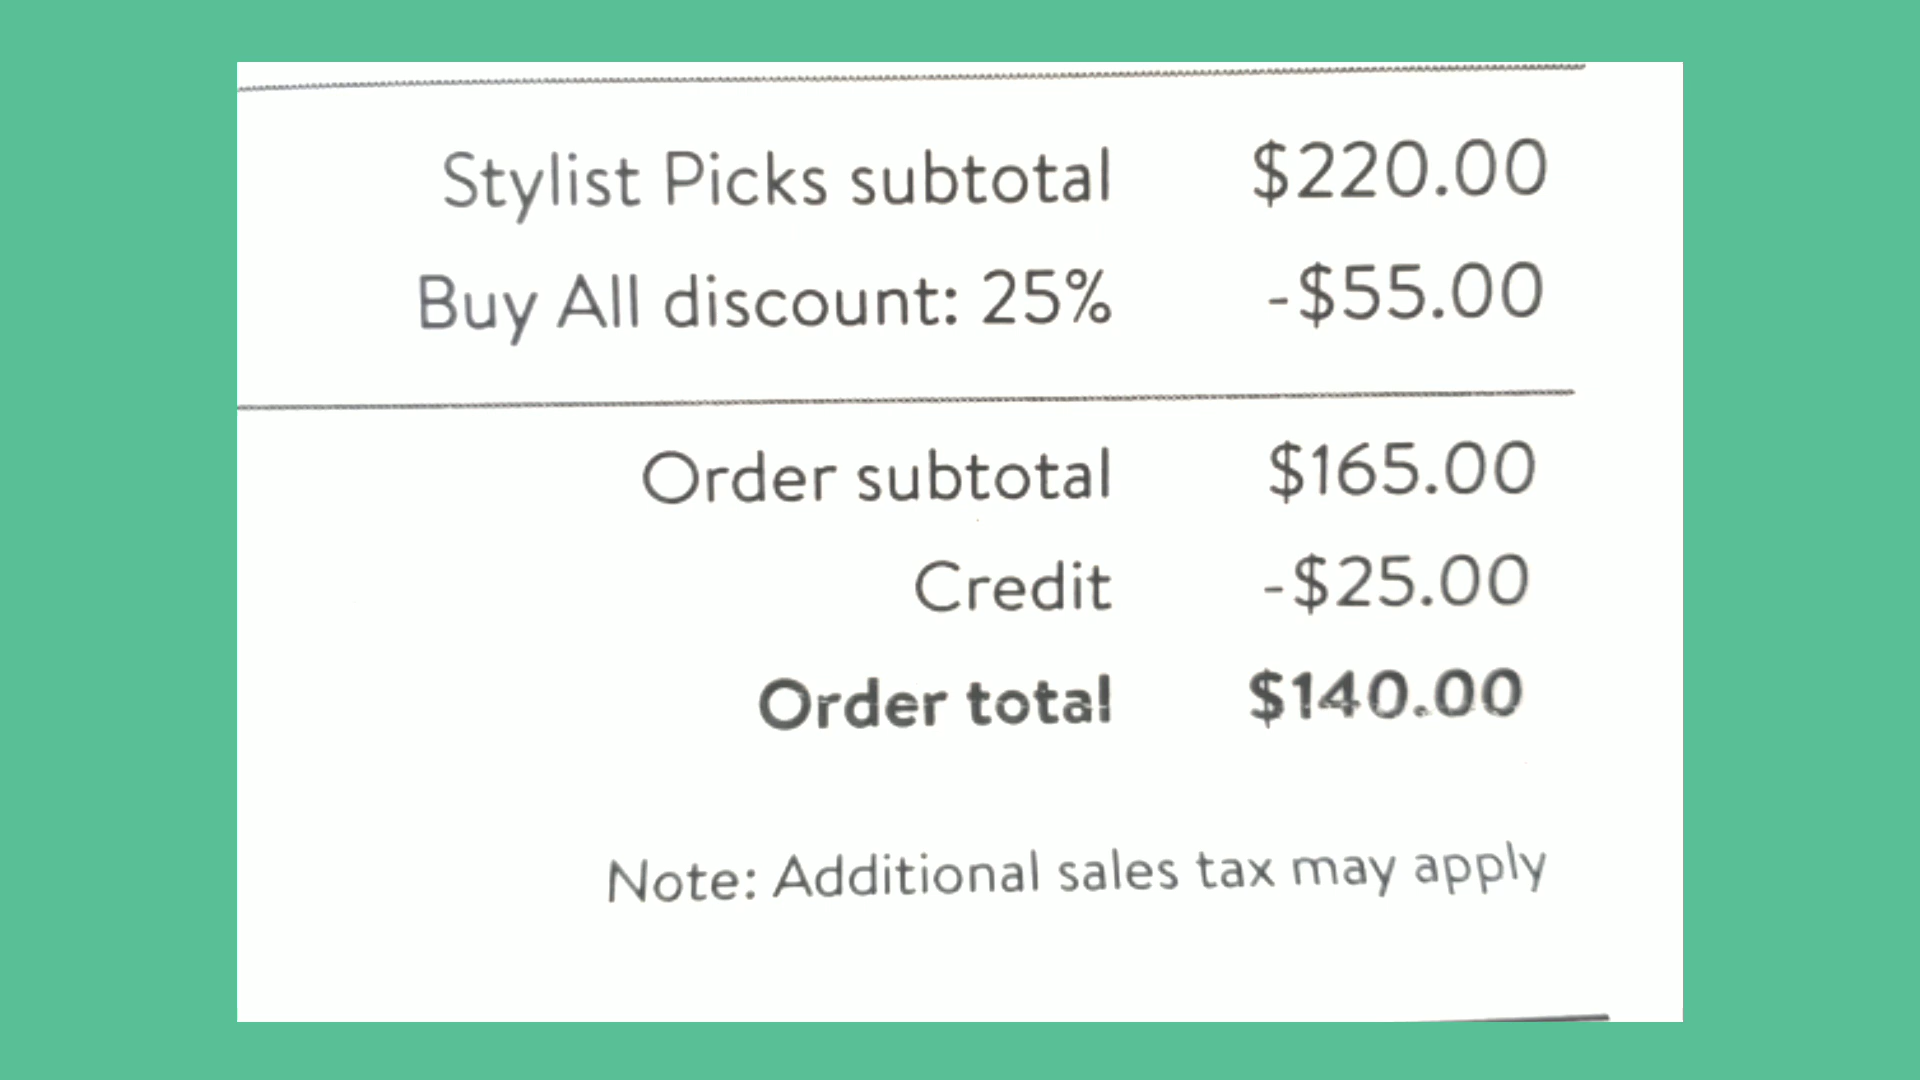 Stylist Picks subtotal $220.00
Buy All discount: 25% -$55.00
Order subtotal $165.00
Credit -$25.00
Order total $140.00
Note: Additional sales tax may apply